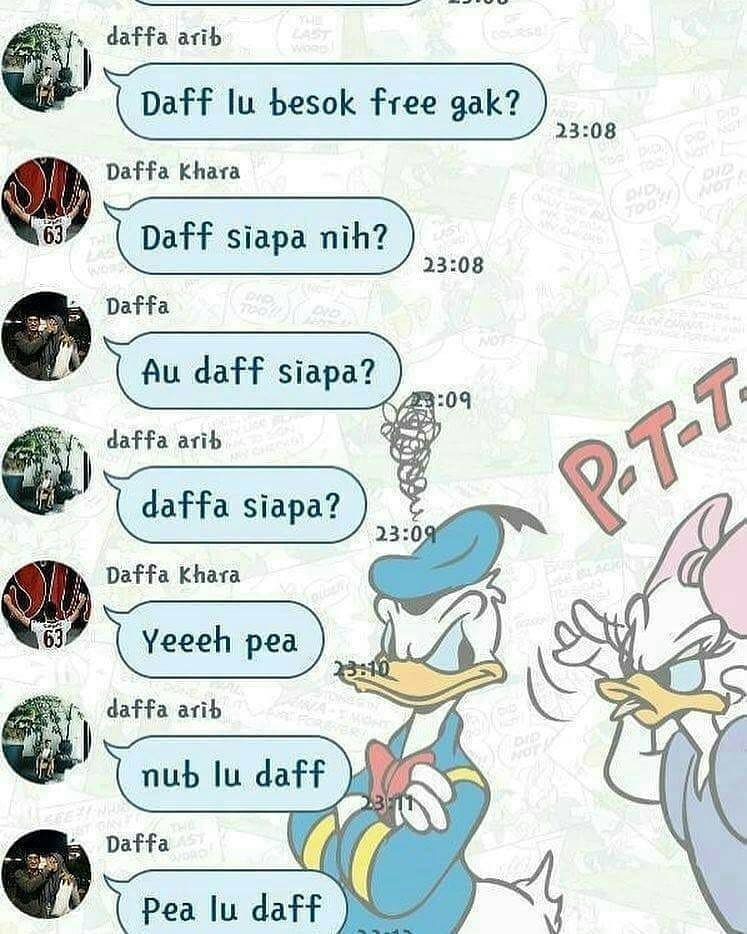 daffa arib
Daff lu besok free gak?
23:08
Daffa Khara
63
Daff siapa nih?
23:08
Daffa
Au daff siapa?
23:09
daffa arib
daffa siapa?
23:09
Daffa Khara
63
Yeeeh pea
23:10
daffa arib
nub lu daff
23:11
Daffa
Pea lu daff
P-T-T-